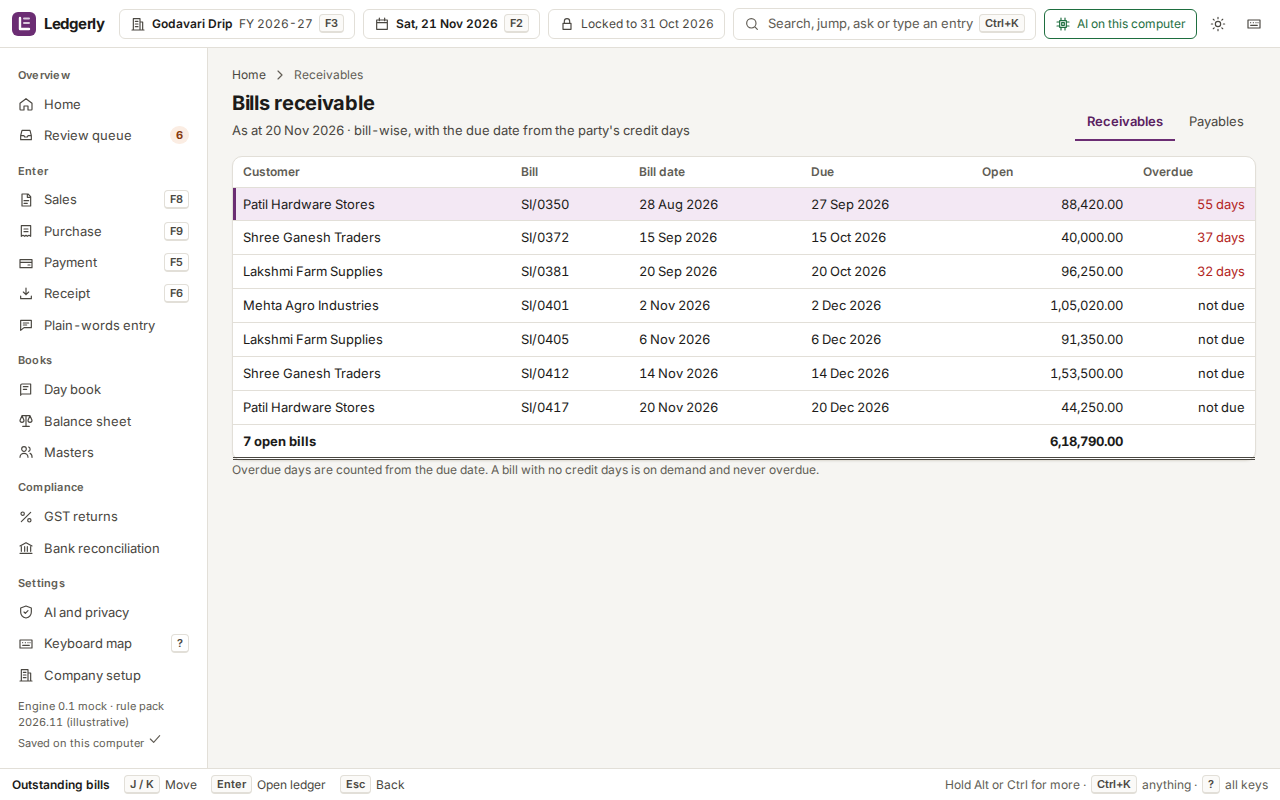 Ledgerly
Godavari Drip FY 2026-27 F3
Sat, 21 Nov 2026 F2
Locked to 31 Oct 2026
Search, jump, ask or type an entry Ctrl+K
AI on this computer
Overview
Home
Review queue 6
Enter
Sales F8
Purchase F9
Payment F5
Receipt F6
Plain-words entry
Books
Day book
Balance sheet
Masters
Compliance
GST returns
Bank reconciliation
Settings
AI and privacy
Keyboard map ?
Company setup
Engine 0.1 mock · rule pack
2026.11 (illustrative)
Saved on this computer
Home > Receivables
Bills receivable
As at 20 Nov 2026 · bill-wise, with the due date from the party's credit days
Receivables Payables
Customer Bill Bill date Due Open Overdue
Patil Hardware Stores SI/0350 28 Aug 2026 27 Sep 2026 88,420.00 55 days
Shree Ganesh Traders SI/0372 15 Sep 2026 15 Oct 2026 40,000.00 37 days
Lakshmi Farm Supplies SI/0381 20 Sep 2026 20 Oct 2026 96,250.00 32 days
Mehta Agro Industries SI/0401 2 Nov 2026 2 Dec 2026 1,05,020.00 not due
Lakshmi Farm Supplies SI/0405 6 Nov 2026 6 Dec 2026 91,350.00 not due
Shree Ganesh Traders SI/0412 14 Nov 2026 14 Dec 2026 1,53,500.00 not due
Patil Hardware Stores SI/0417 20 Nov 2026 20 Dec 2026 44,250.00 not due
7 open bills 6,18,790.00
Overdue days are counted from the due date. A bill with no credit days is on demand and never overdue.
Outstanding bills J / K Move Enter Open ledger Esc Back
Hold Alt or Ctrl for more · Ctrl+K anything · ? all keys